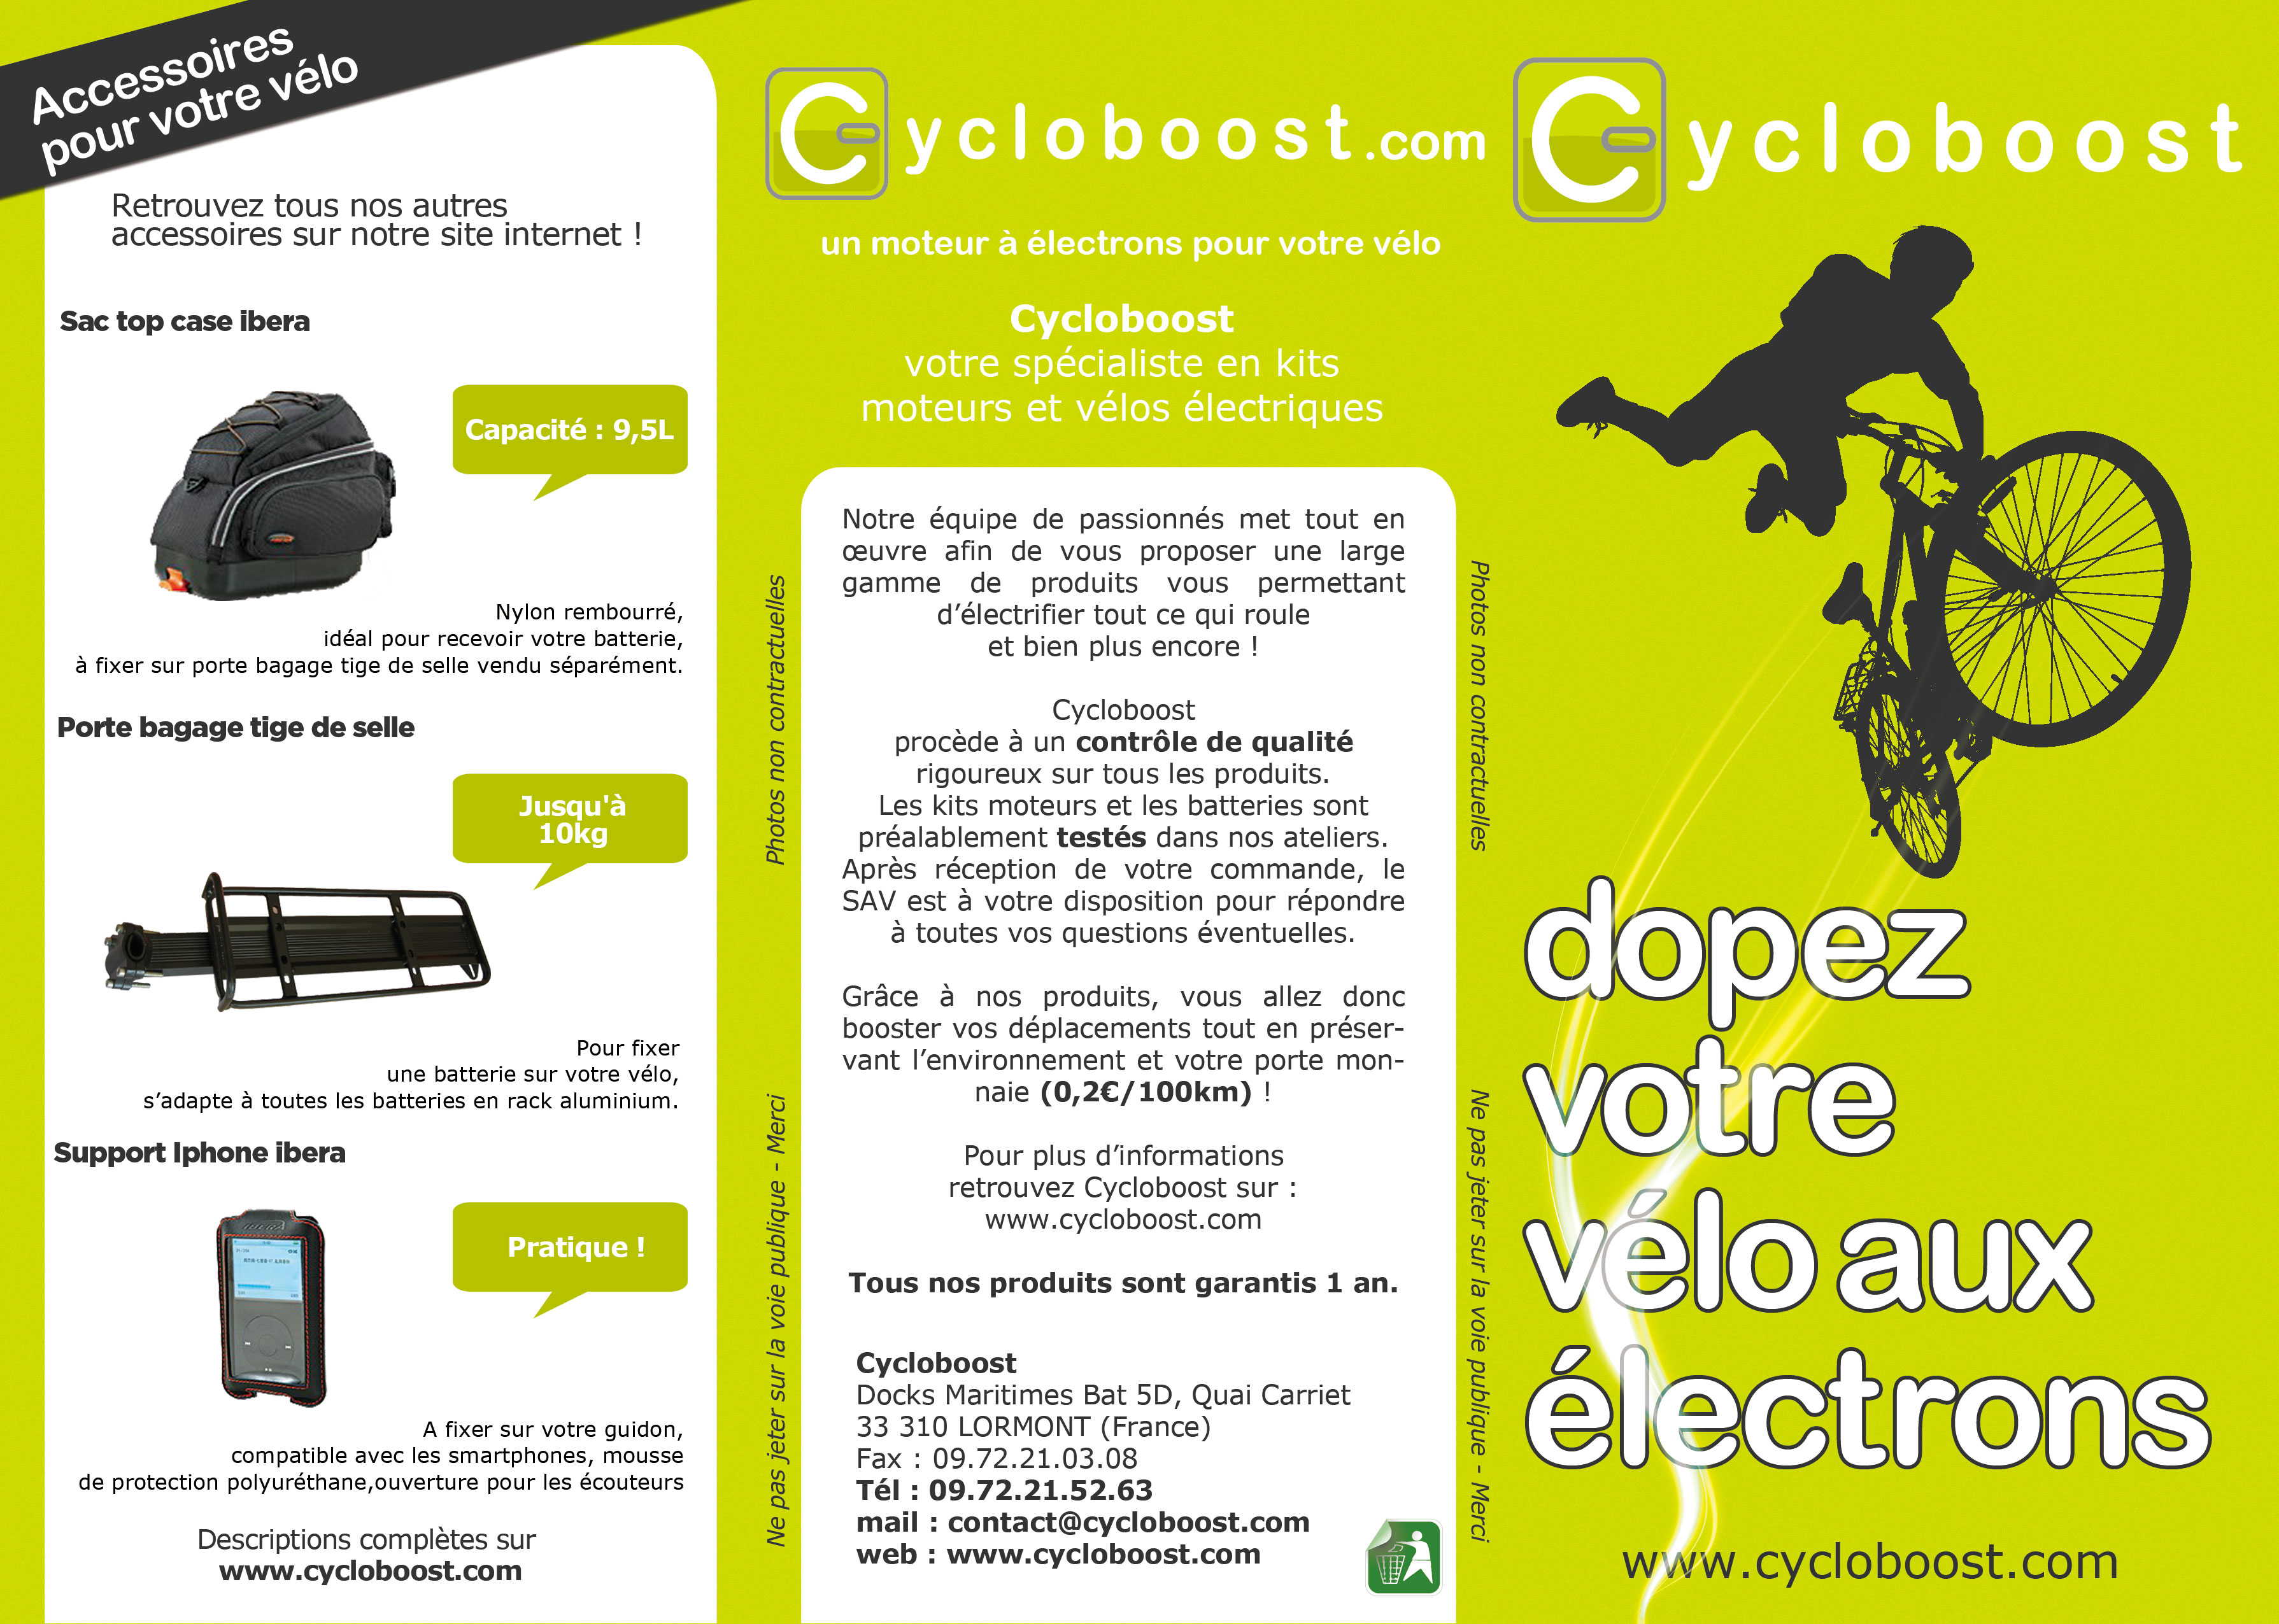 Accessoires
pour votre vélo
Retrouvez tous nos autres
accessoires sur notre site internet !
Sac top case ibera
Capacité : 9,5L
Nylon rembourré,
idéal pour recevoir votre batterie,
à fixer sur porte bagage tige de selle vendu séparément.
Porte bagage tige de selle
Jusqu'à
10kg
Pour fixer
une batterie sur votre vélo,
s’adapte à toutes les batteries en rack aluminium.
Support Iphone ibera
Pratique !
IBERA
A fixer sur votre guidon,
compatible avec les smartphones, mousse
de protection polyuréthane,ouverture pour les écouteurs
Descriptions complètes sur
www.cycloboost.com
Photos non contractuelles
Ne pas jeter sur la voie publique - Merci
Cycloboost.com
un moteur à électrons pour votre vélo
Cycloboost
votre spécialiste en kits
moteurs et vélos électriques
Notre équipe de passionnés met tout en
œuvre afin de vous proposer une large
gamme de produits vous permettant
d’électrifier tout ce qui roule
et bien plus encore !
Cycloboost
procède à un contrôle de qualité
rigoureux sur tous les produits.
Les kits moteurs et les batteries sont
préalablement testés dans nos ateliers.
Après réception de votre commande, le
SAV est à votre disposition pour répondre
à toutes vos questions éventuelles.
Grâce à nos produits, vous allez donc
booster vos déplacements tout en préser-
vant l’environnement et votre porte mon-
naie (0,2€/100km) !
Pour plus d’informations
retrouvez Cycloboost sur :
www.cycloboost.com
Tous nos produits sont garantis 1 an.
Cycloboost
Docks Maritimes Bat 5D, Quai Carriet
33 310 LORMONT (France)
Fax : 09.72.21.03.08
Tél : 09.72.21.52.63
mail : contact@cycloboost.com
web : www.cycloboost.com
Photos non contractuelles
Ne pas jeter sur la voie publique - Merci
Cycloboost
dopez
votre
vélo aux
électrons
www.cycloboost.com